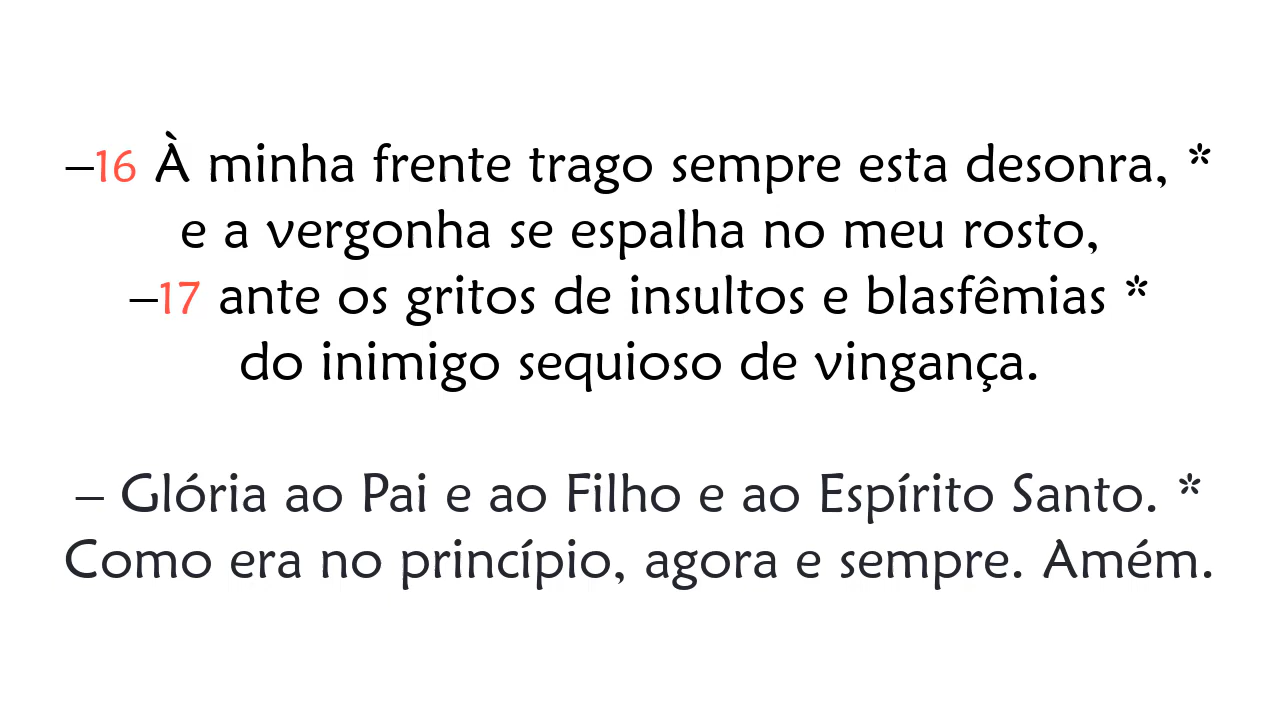 –16 À minha frente trago sempre esta desonra, *
e a vergonha se espalha no meu rosto,
–17 ante os gritos de insultos e blasfêmias *
do inimigo sequioso de vingança.
– Glória ao Pai e ao Filho e ao Espírito Santo. *
Como era no princípio, agora e sempre. Amém.